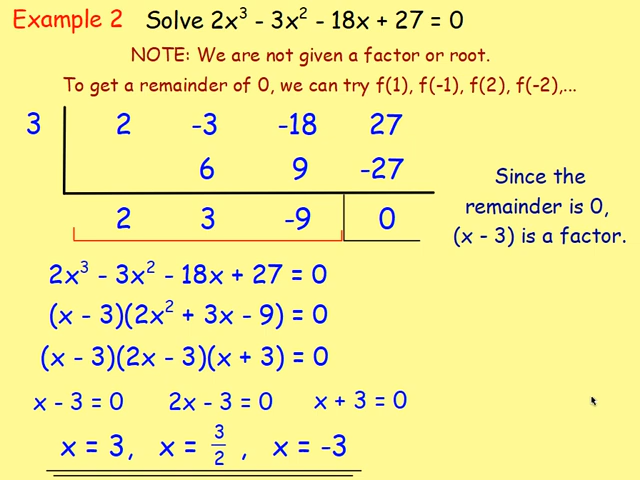 Example 2 Solve 2x³ - 3x² - 18x + 27 = 0
NOTE: We are not given a factor or root.
To get a remainder of 0, we can try f(1), f(-1), f(2), f(-2),...
3 2 -3 -18 27
6 9 -27
2 3 -9 0
Since the
remainder is 0,
(x - 3) is a factor.
2x³ - 3x² - 18x + 27 = 0
(x - 3)(2x² + 3x - 9) = 0
(x - 3)(2x - 3)(x + 3) = 0
x - 3 = 0 2x - 3 = 0 x + 3 = 0
x = 3, x = 3/2 , x = -3